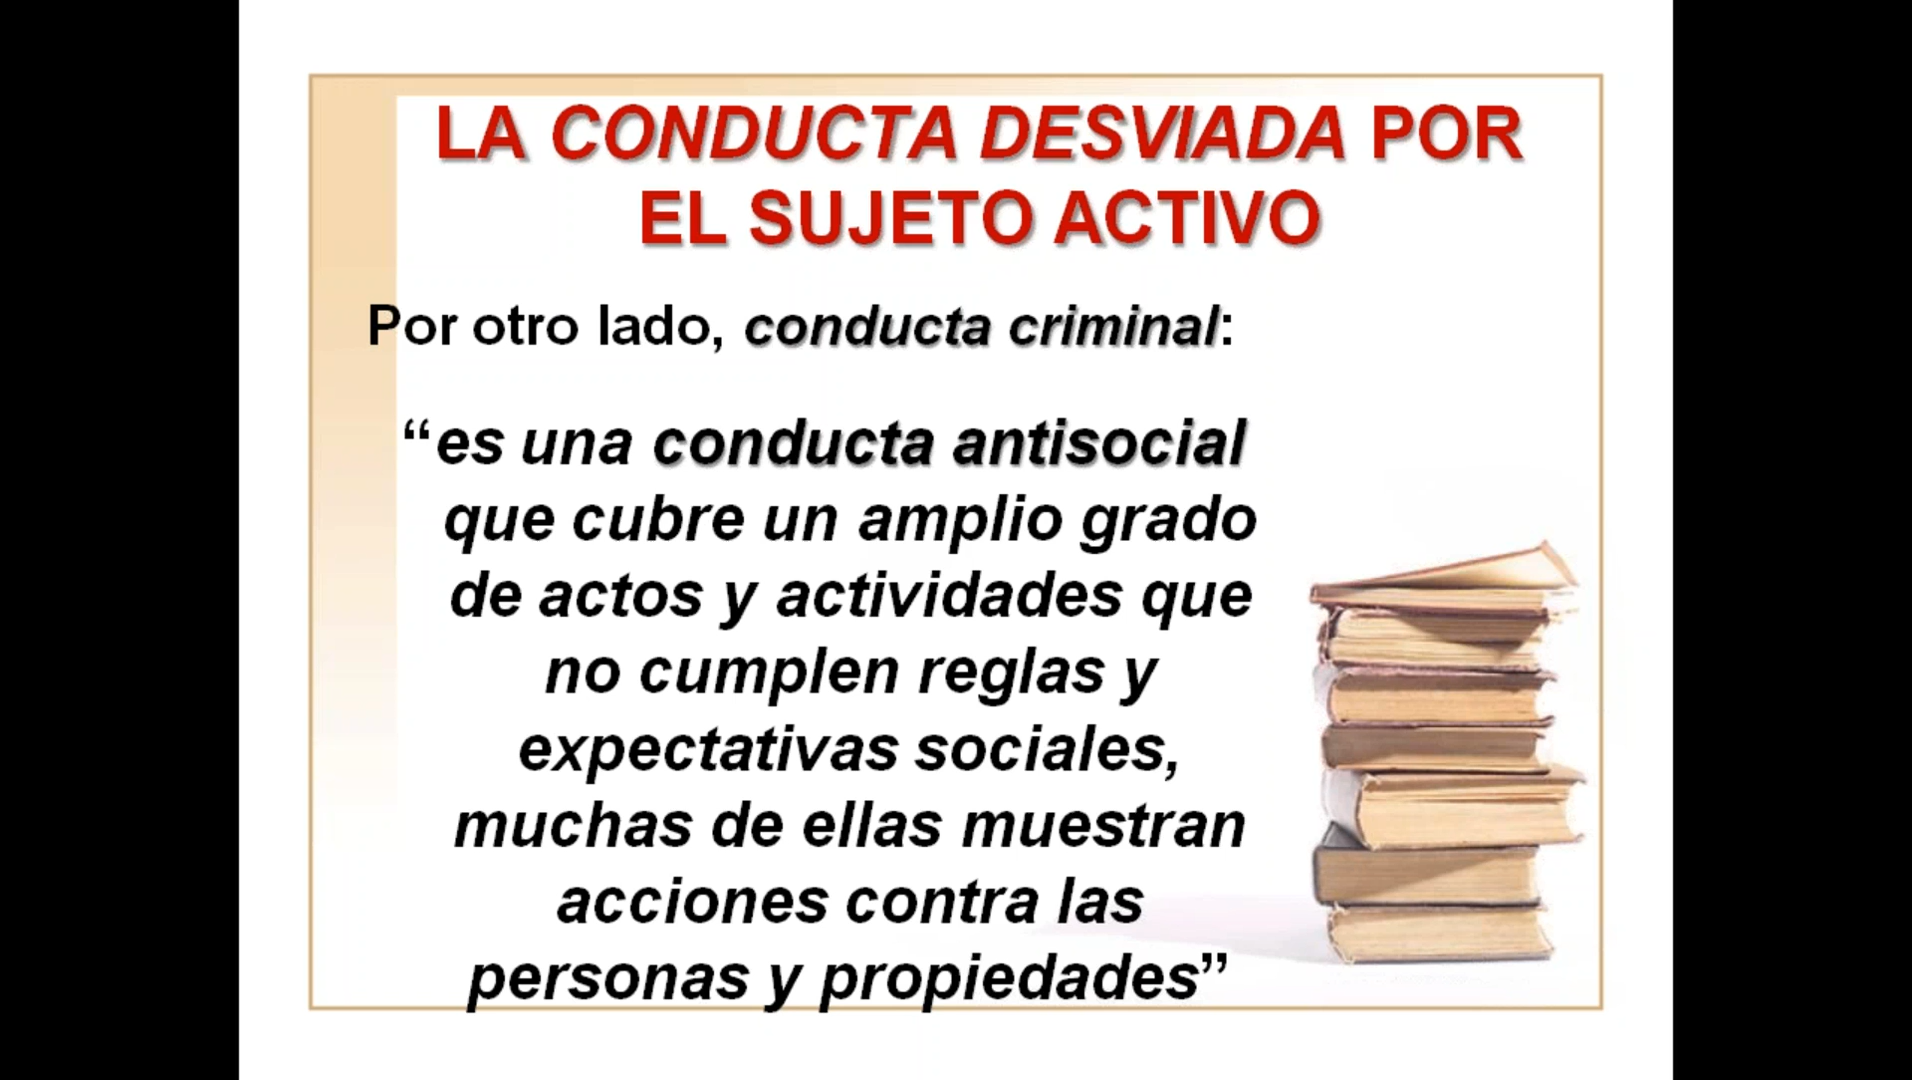 LA CONDUCTA DESVIADA POR
EL SUJETO ACTIVO
Por otro lado, conducta criminal:
“es una conducta antisocial
que cubre un amplio grado
de actos y actividades que
no cumplen reglas y
expectativas sociales,
muchas de ellas muestran
acciones contra las
personas y propiedades”